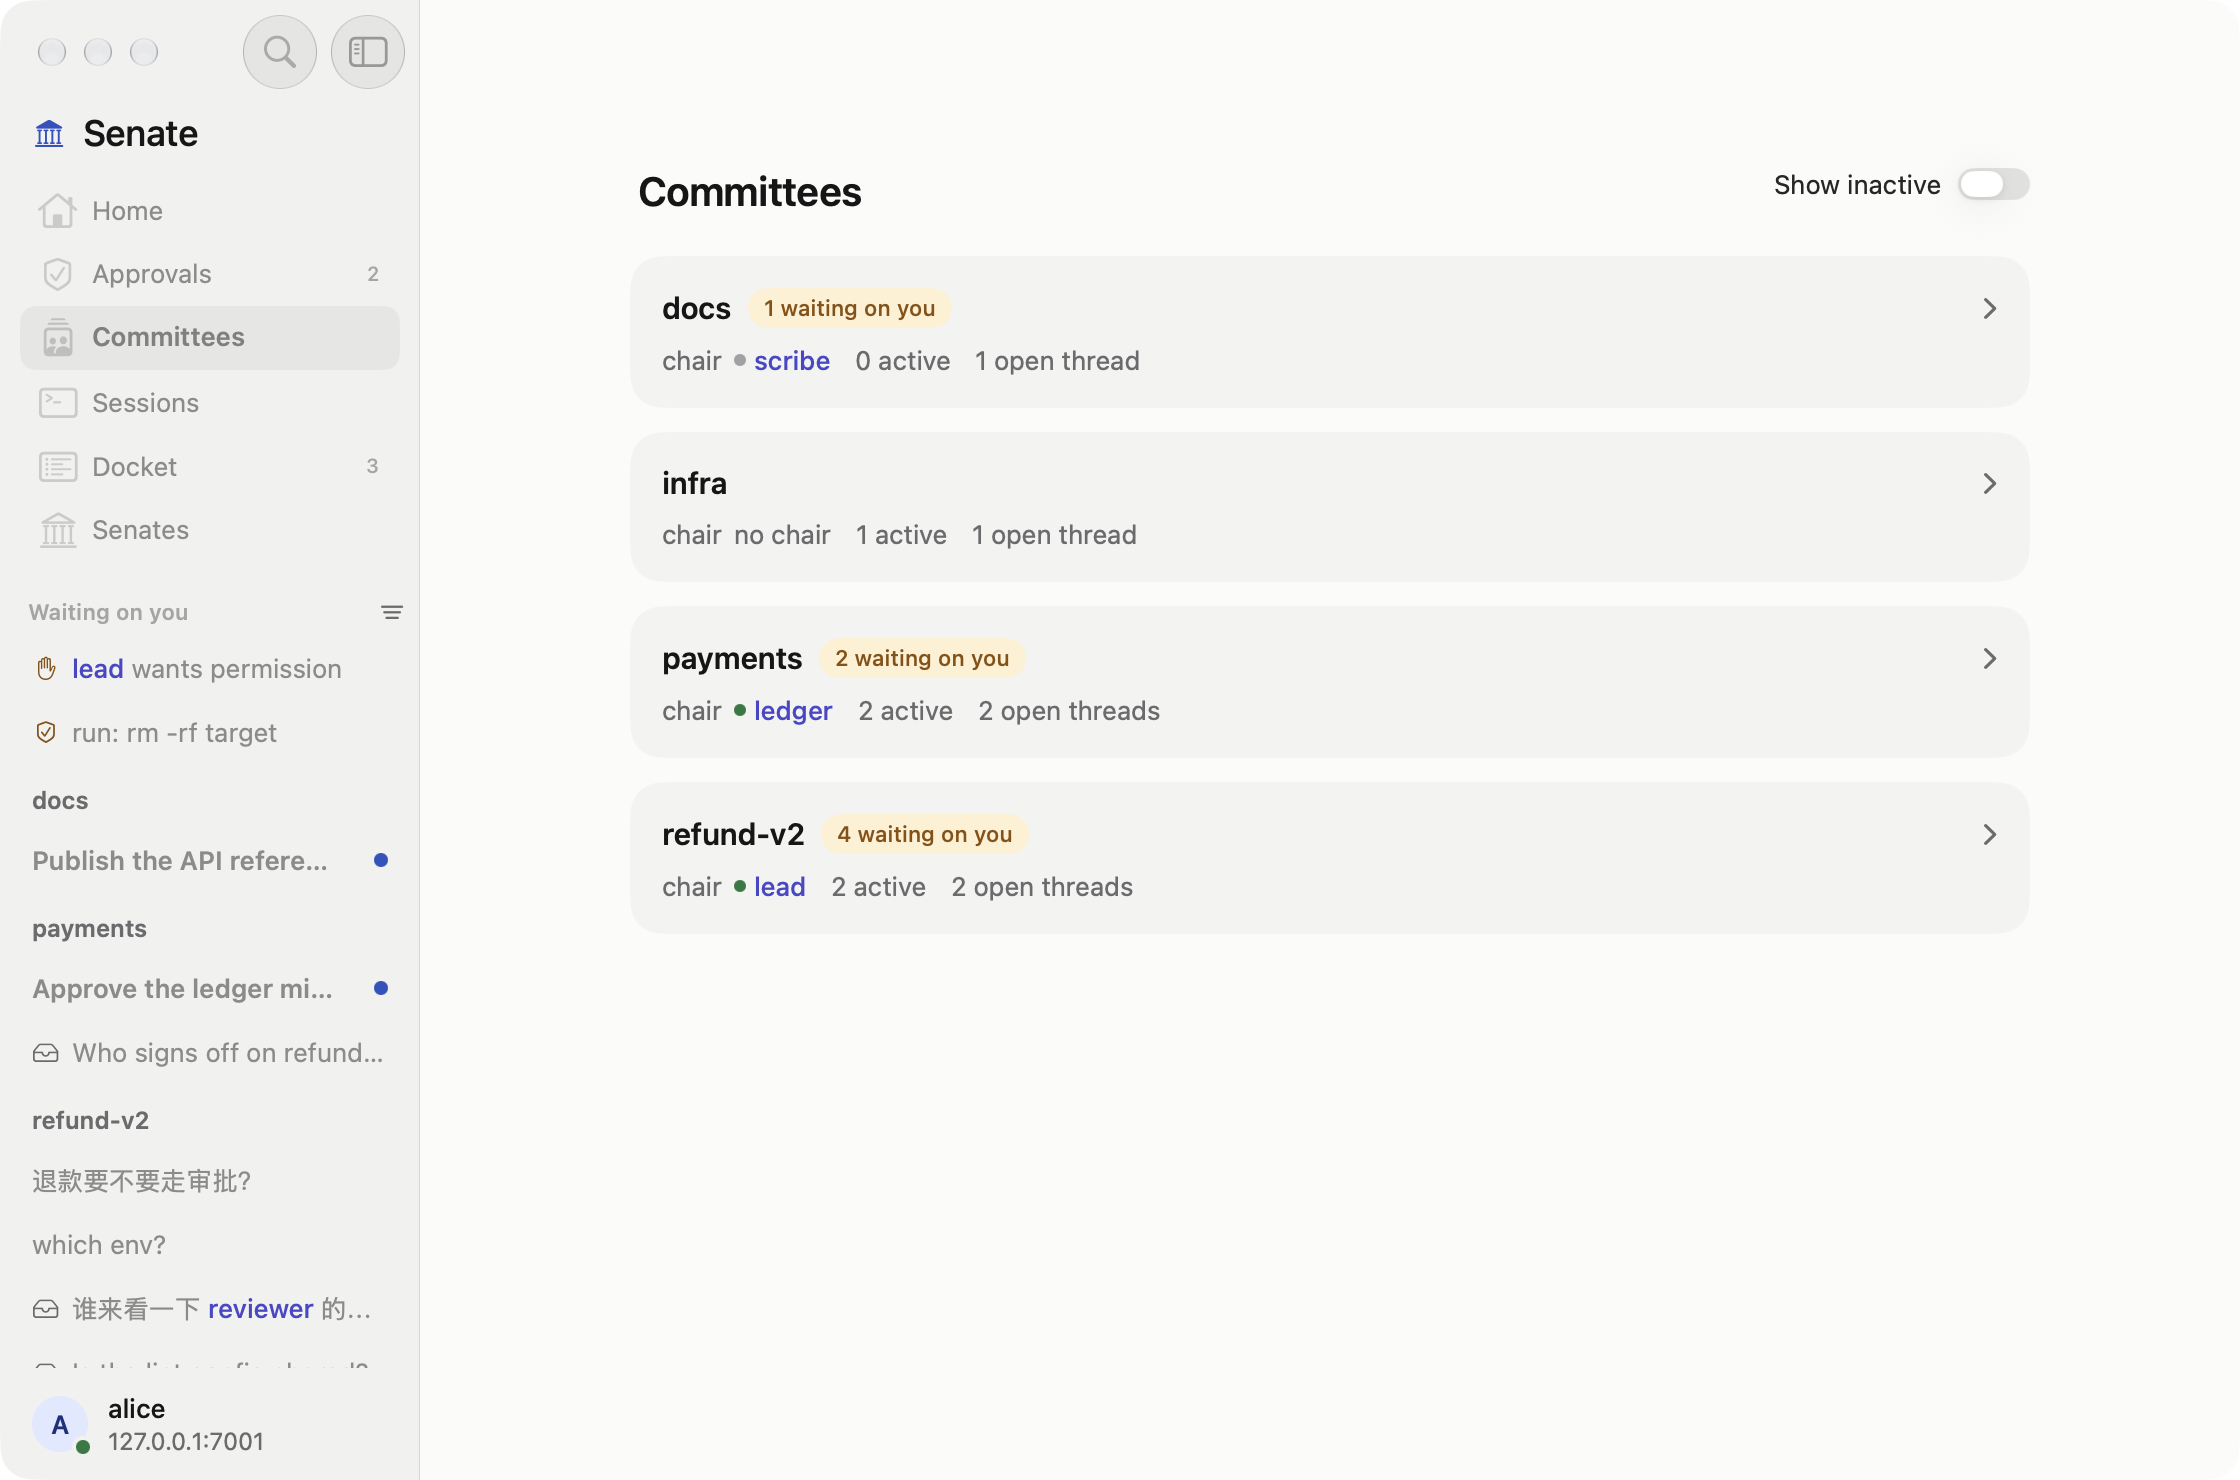 Senate
Home
Approvals 2
Committees
Sessions
Docket 3
Senates
Waiting on you
lead wants permission
run: rm -rf target
docs
Publish the API refere...
payments
Approve the ledger mi...
Who signs off on refund...
refund-v2
退款要不要走审批?
which env?
谁来看一下 reviewer 的...
alice
A
127.0.0.1:7001
Committees
Show inactive
docs 1 waiting on you
chair scribe 0 active 1 open thread
infra
chair no chair 1 active 1 open thread
payments 2 waiting on you
chair ledger 2 active 2 open threads
refund-v2 4 waiting on you
chair lead 2 active 2 open threads